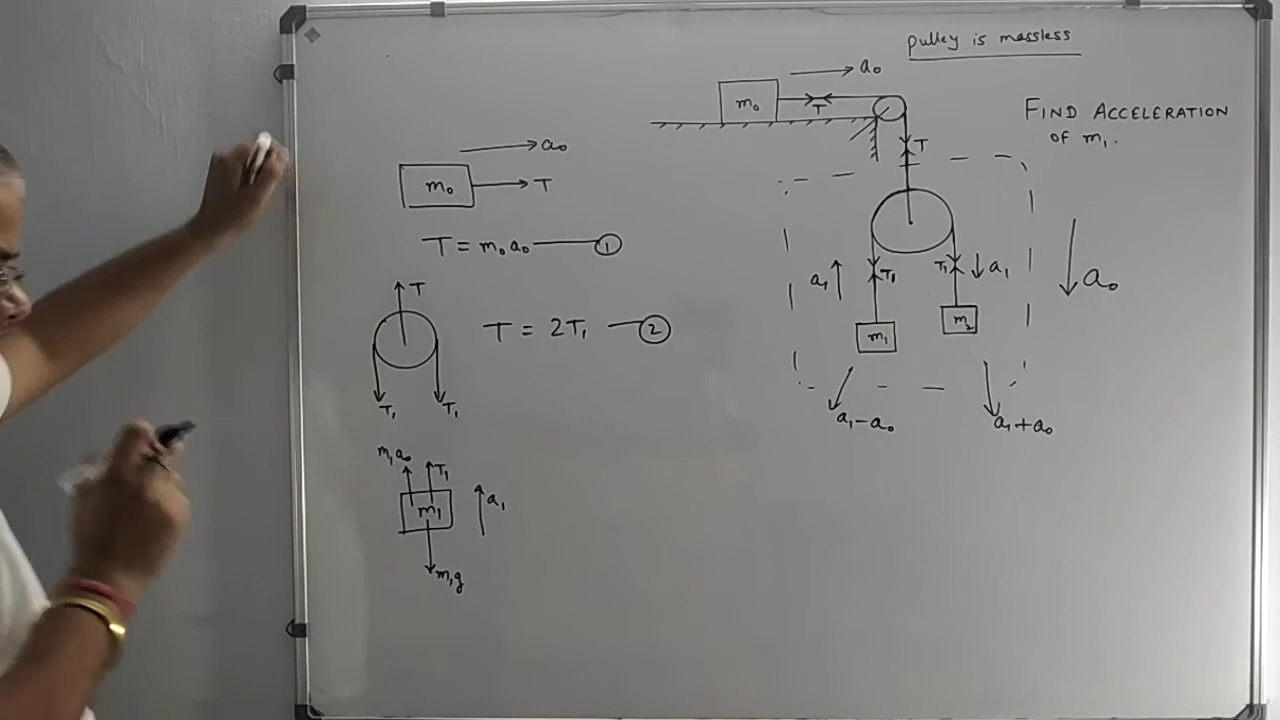 pulley is massless
a₀
m₀
T
FIND ACCELERATION
OF m₁.
T
a₀
m₀
T
T = m₀a₀ ——— ①
T
T = 2T₁ — ②
T₁
T₁
a₁
T₁
T₁
a₁
a₀
m₁
m₂
a₁-a₀
a₁+a₀
m₁a₀
T₁
m₁
a₁
m₁g